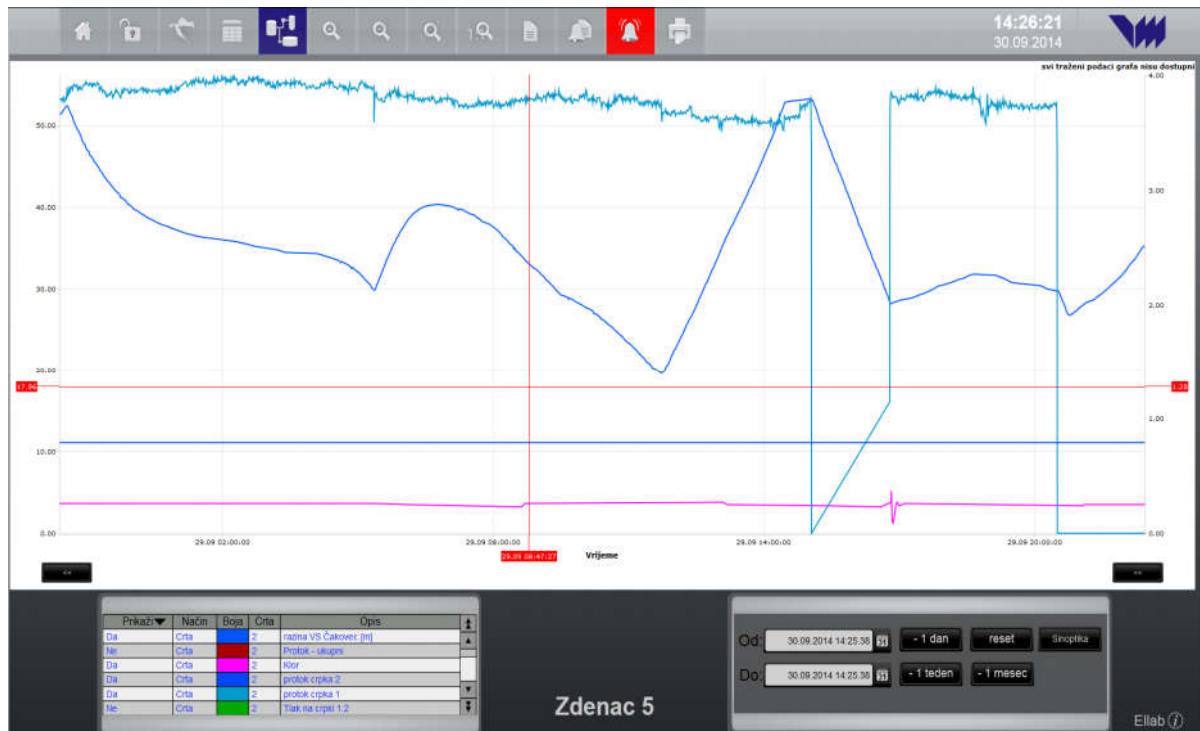 14:26:21
30.09.2014
svi traženi podaci grafa nisu dostupni
4.00
50.00
3.00
40.00
30.00
2.00
20.00
17.96
1.28
1.00
10.00
0.00
0.00
29.09 02:00:00
29.09 08:00:00
29.09 14:00:00
29.09 20:00:00
29.09 08:47:27
Vrijeme
<<
Prikaži Način Boja Crta Opis
Da Crta 2 razina VS Čakovec [m]
Ne Crta 2 Protok - ukupni
Da Crta 2 Klor
Da Crta 2 protok crpka 2
Da Crta 2 protok crpka 1
Ne Crta 2 Tlak na crpki 1.2
Zdenac 5
Od: 30.09.2014 14:25:38 - 1 dan reset Sinoptika
Do: 30.09.2014 14:25:38 - 1 teden - 1 mesec
Ellab